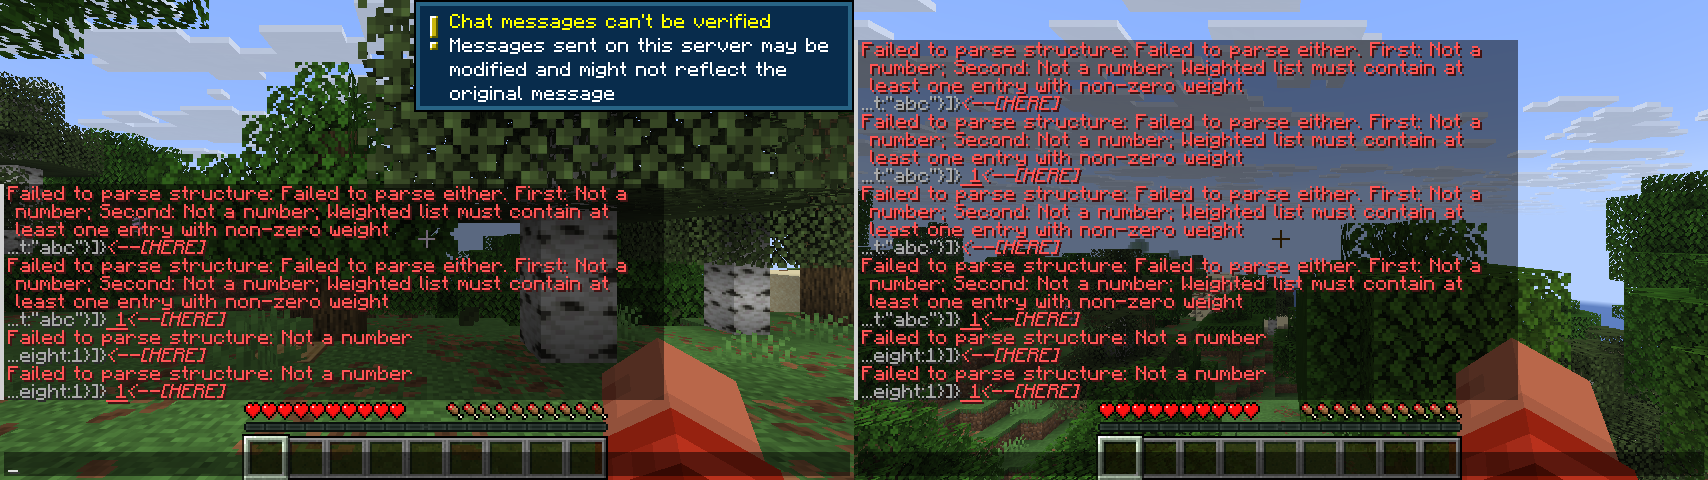 Chat messages can't be verified
Messages sent on this server may be
modified and might not reflect the
original message
Failed to parse structure: Failed to parse either. First: Not a
number; Second: Not a number; Weighted list must contain at
least one entry with non-zero weight
...t:"abc"}]}<--[HERE]
Failed to parse structure: Failed to parse either. First: Not a
number; Second: Not a number; Weighted list must contain at
least one entry with non-zero weight
...t:"abc"}]} 1<--[HERE]
Failed to parse structure: Not a number
...eight:1}]}<--[HERE]
Failed to parse structure: Not a number
...eight:1}]} 1<--[HERE]
_
Failed to parse structure: Failed to parse either. First: Not a
number; Second: Not a number; Weighted list must contain at
least one entry with non-zero weight
...t:"abc"}]}<--[HERE]
Failed to parse structure: Failed to parse either. First: Not a
number; Second: Not a number; Weighted list must contain at
least one entry with non-zero weight
...t:"abc"}]} 1<--[HERE]
Failed to parse structure: Failed to parse either. First: Not a
number; Second: Not a number; Weighted list must contain at
least one entry with non-zero weight
...t:"abc"}]}<--[HERE]
Failed to parse structure: Failed to parse either. First: Not a
number; Second: Not a number; Weighted list must contain at
least one entry with non-zero weight
...t:"abc"}]} 1<--[HERE]
Failed to parse structure: Not a number
...eight:1}]}<--[HERE]
Failed to parse structure: Not a number
...eight:1}]} 1<--[HERE]